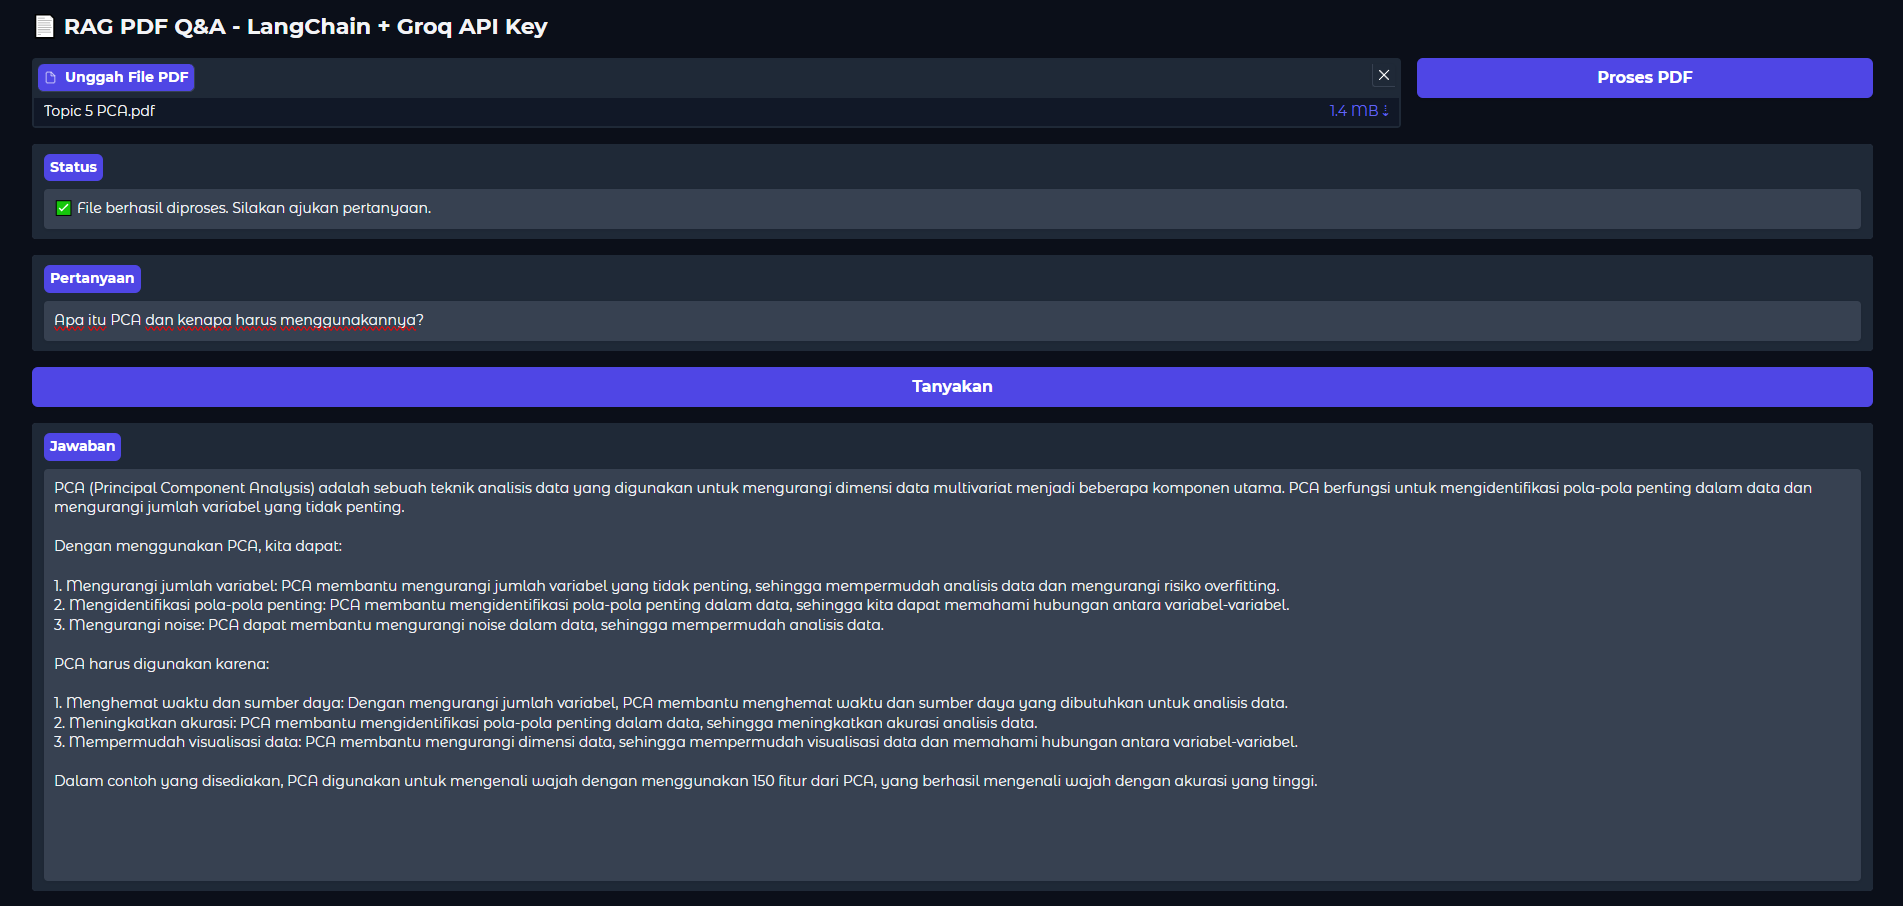 RAG PDF Q&A - LangChain + Groq API Key
Unggah File PDF
Proses PDF
Topic 5 PCA.pdf
1.4 MB ↓
Status
✅ File berhasil diproses. Silakan ajukan pertanyaan.
Pertanyaan
Apa itu PCA dan kenapa harus menggunakannya?
Tanyakan
Jawaban
PCA (Principal Component Analysis) adalah sebuah teknik analisis data yang digunakan untuk mengurangi dimensi data multivariat menjadi beberapa komponen utama. PCA berfungsi untuk mengidentifikasi pola-pola penting dalam data dan
mengurangi jumlah variabel yang tidak penting.
Dengan menggunakan PCA, kita dapat:
1. Mengurangi jumlah variabel: PCA membantu mengurangi jumlah variabel yang tidak penting, sehingga mempermudah analisis data dan mengurangi risiko overfitting.
2. Mengidentifikasi pola-pola penting: PCA membantu mengidentifikasi pola-pola penting dalam data, sehingga kita dapat memahami hubungan antara variabel-variabel.
3. Mengurangi noise: PCA dapat membantu mengurangi noise dalam data, sehingga mempermudah analisis data.
PCA harus digunakan karena:
1. Menghemat waktu dan sumber daya: Dengan mengurangi jumlah variabel, PCA membantu menghemat waktu dan sumber daya yang dibutuhkan untuk analisis data.
2. Meningkatkan akurasi: PCA membantu mengidentifikasi pola-pola penting dalam data, sehingga meningkatkan akurasi analisis data.
3. Mempermudah visualisasi data: PCA membantu mengurangi dimensi data, sehingga mempermudah visualisasi data dan memahami hubungan antara variabel-variabel.
Dalam contoh yang disediakan, PCA digunakan untuk mengenali wajah dengan menggunakan 150 fitur dari PCA, yang berhasil mengenali wajah dengan akurasi yang tinggi.